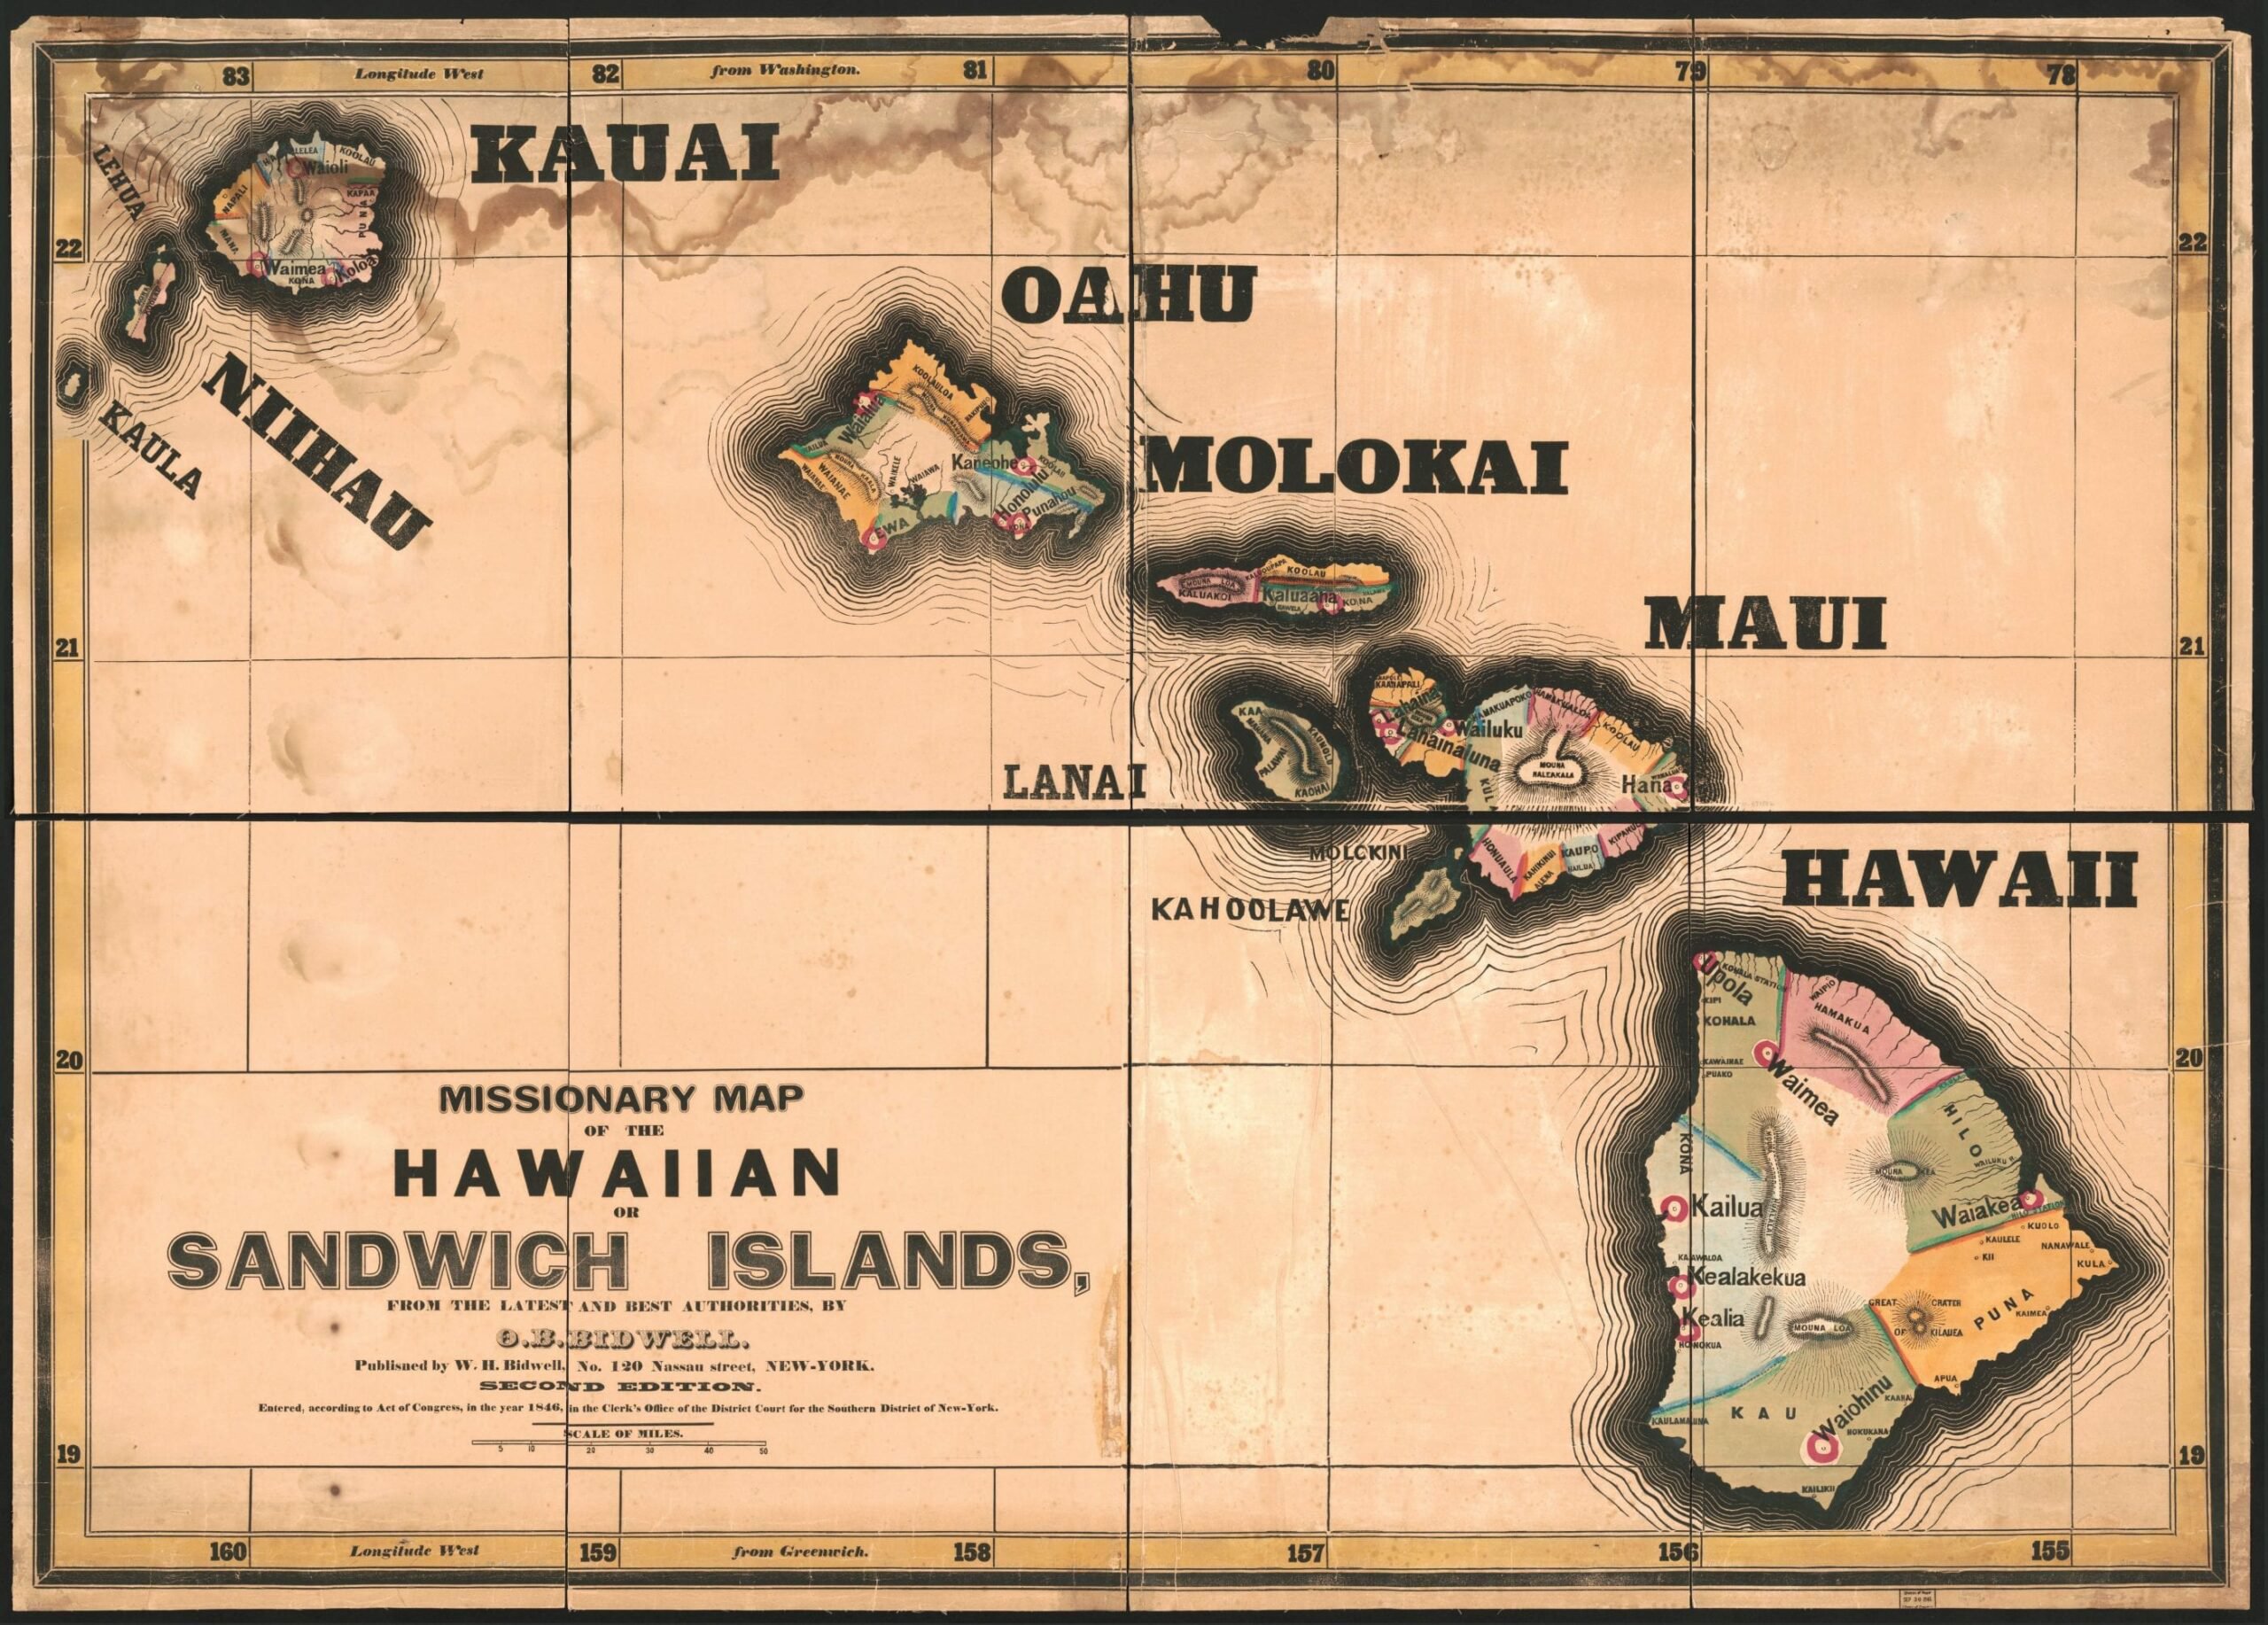 83
Longitude West
82
from Washington.
81
80
79
78
KAUAI
LEHUA
LELEA
KOOLAU
Waioli
NAPALI
KAPAA
PUNA
MANA
Waimea
Koloa
KONA
22
22
OAHU
NIIHAU
KAULA
KOOLAULOA
Waialua
WAIANAE
WAIKELE
WAIAWA
Kaneohe
KOOLAU
Honolulu
Punahou
KONA
EWA
MOLOKAI
MOUNA LOA
KALUAKOI
KOOLAU
Kaluaaha
KONA
MAUI
21
21
KAANAPALI
Lahaina
Lahainaluna
Wailuku
HAMAKUAPOKO
HAMAKUALOA
KOOLAU
MOUNA
HALEAKALA
Hana
KULA
LANAI
KAA
PALAWAI
KAOHAI
MOLOKINI
HONUAULA
KAHIKINUI
KAUPO
KAHOOLAWE
HAWAII
Upola
KOHALA STATION
KOHALA
WAIPIO
HAMAKUA
KAWAIHAE
PUAKO
Waimea
20
20
HILO
WAILUKU R.
KONA
MOUNA KEA
Kailua
Waiakea
KUOLO
KAULELE
KII
NANAWALE
KULA
Kealakekua
Kealia
GREAT CRATER
OF KILAUEA
PUNA
KAIMEA
MOUNA LOA
HONOKUA
APUA
KAU
Waiohinu
KAILIKII
19
19
MISSIONARY MAP
OF THE
HAWAIIAN
OR
SANDWICH ISLANDS,
FROM THE LATEST AND BEST AUTHORITIES, BY
O.B.BIDWELL.
Published by W. H. Bidwell, No. 120 Nassau street, NEW-YORK.
SECOND EDITION.
Entered, according to Act of Congress, in the year 1846, in the Clerk's Office of the District Court for the Southern District of New-York.
SCALE OF MILES.
5 10 20 30 40 50
160
Longitude West
159
from Greenwich.
158
157
156
155